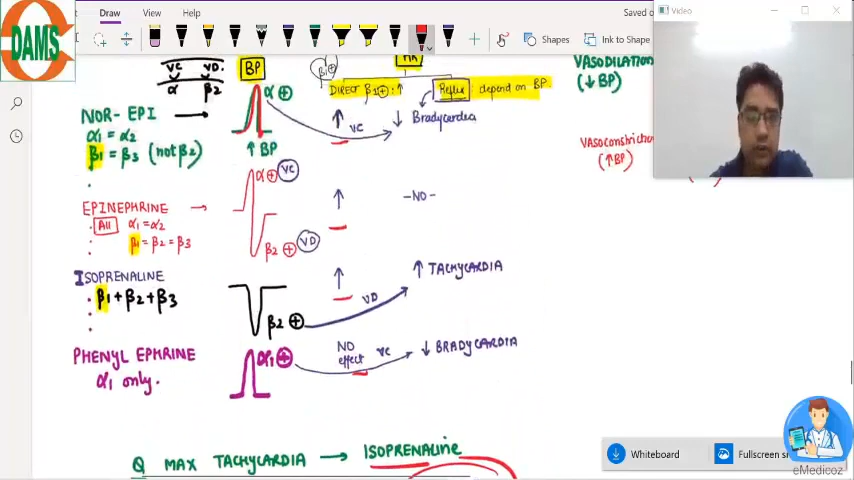 DAMS
Draw
Insert
View
Help
Saved o
Video
Shapes
Ink to Shape
VC VD
α β2
BP
HR
β1
Direct β1⊕: ↑
Reflex : depend on BP.
VASODILATION
(↓ BP)
VASOCONSTRICTION
(↑BP)
NOR - EPI
α1 = α2
β1 = β3 (not β2)
α ⊕
↑ BP
↑
VC
↓ Bradycardia
EPINEPHRINE →
All α1 = α2
β1 = β2 = β3
α⊕ VC
β2 ⊕ VD
↑
-NO-
ISOPRENALINE
β1 + β2 + β3
β2 ⊕
↑
VD
↑ TACHYCARDIA
PHENYL EPHRINE
α1 only.
α1 ⊕
NO
effect
VC
↓ BRADYCARDIA
Q MAX TACHYCARDIA → ISOPRENALINE
Whiteboard
Fullscreen s
eMedicoz